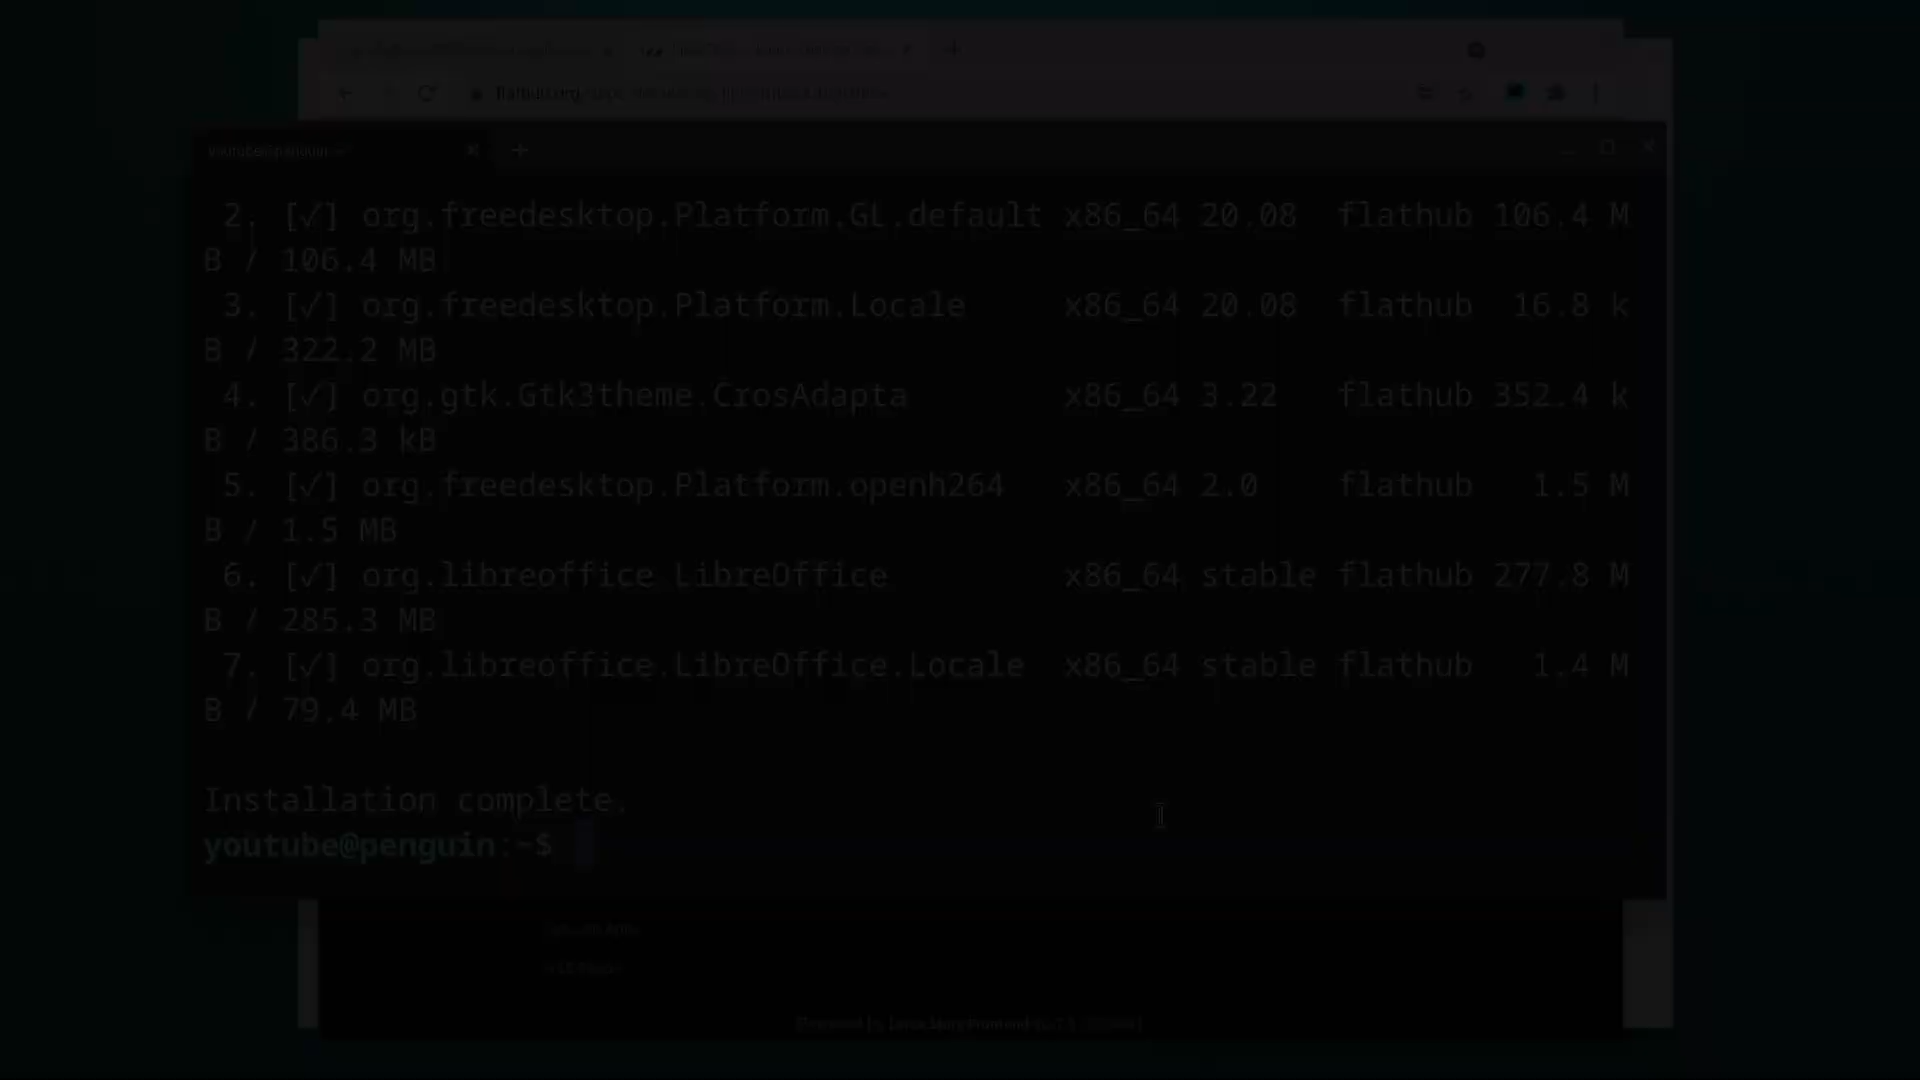 flathub.org
youtube@penguin: ~
2. [✓] org.freedesktop.Platform.GL.default x86_64 20.08 flathub 106.4 M
B / 106.4 MB
3. [✓] org.freedesktop.Platform.Locale x86_64 20.08 flathub 16.8 k
B / 322.2 MB
4. [✓] org.gtk.Gtk3theme.CrosAdapta x86_64 3.22 flathub 352.4 k
B / 386.3 kB
5. [✓] org.freedesktop.Platform.openh264 x86_64 2.0 flathub 1.5 M
B / 1.5 MB
6. [✓] org.libreoffice.LibreOffice x86_64 stable flathub 277.8 M
B / 285.3 MB
7. [✓] org.libreoffice.LibreOffice.Locale x86_64 stable flathub 1.4 M
B / 79.4 MB
Installation complete.
youtube@penguin:~$